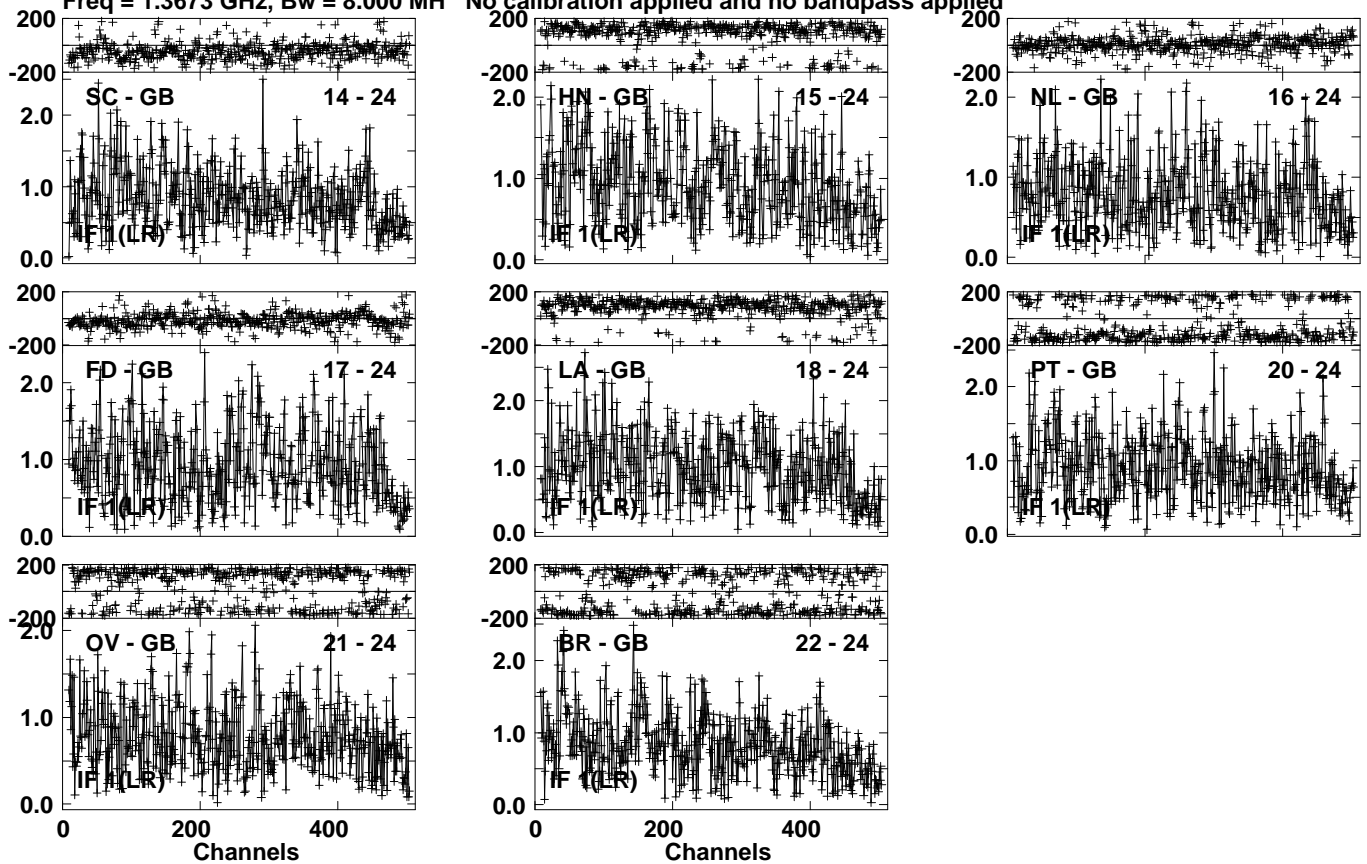 Freq = 1.3673 GHz, Bw = 8.000 MH No calibration applied and no bandpass applied
200
-200
SC - GB 14 - 24
2.0
1.0
IF 1(LR)
0.0
HN - GB 15 - 24
2.0
1.0
IF 1(LR)
0.0
NL - GB 16 - 24
2.0
1.0
IF 1(LR)
0.0
200
-200
FD - GB 17 - 24
2.0
1.0
IF 1(LR)
0.0
200
-200
LA - GB 18 - 24
2.0
1.0
IF 1(LR)
0.0
200
-200
PT - GB 20 - 24
2.0
1.0
IF 1(LR)
0.0
200
-200
OV - GB 21 - 24
2.0
1.0
IF 1(LR)
0.0
0 200 400
Channels
200
-200
BR - GB 22 - 24
2.0
1.0
IF 1(LR)
0.0
0 200 400
Channels